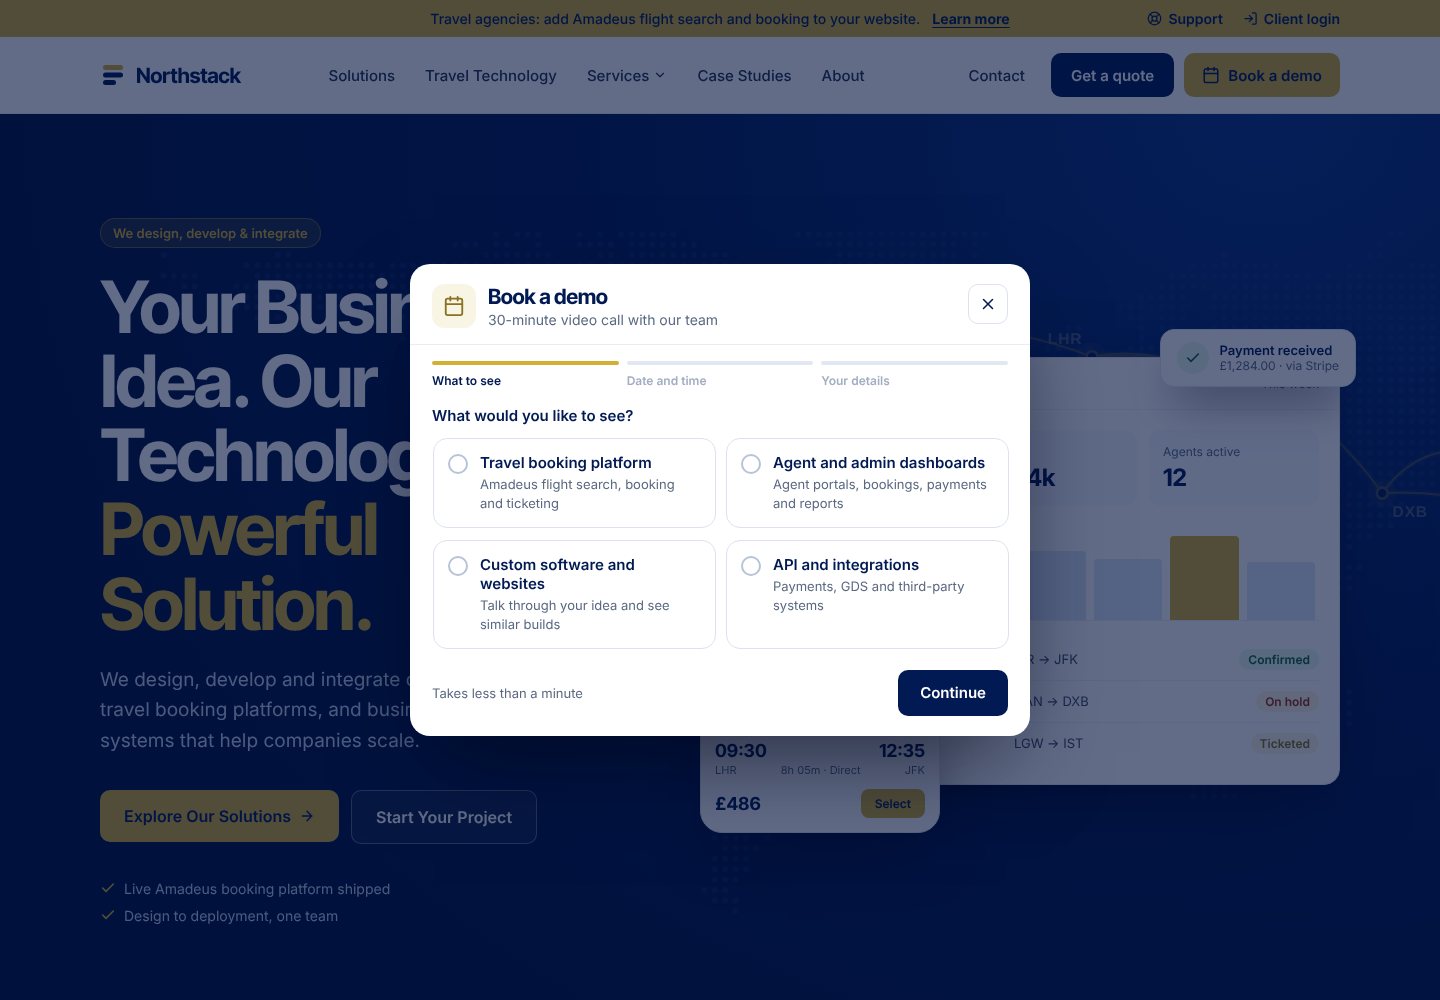 Travel agencies: add Amadeus flight search and booking to your website. Learn more
Support
Client login
Northstack
Solutions
Travel Technology
Services
Case Studies
About
Contact
Get a quote
Book a demo
We design, develop & integrate
Your Busin
Idea. Our
Technolog
Powerful
Solution.
We design, develop and integrate
travel booking platforms, and busin
systems that help companies scale.
Explore Our Solutions
Start Your Project
Live Amadeus booking platform shipped
Design to deployment, one team
Book a demo
30-minute video call with our team
What to see
Date and time
Your details
What would you like to see?
Travel booking platform
Amadeus flight search, booking
and ticketing
Agent and admin dashboards
Agent portals, bookings, payments
and reports
Custom software and
websites
Talk through your idea and see
similar builds
API and integrations
Payments, GDS and third-party
systems
Takes less than a minute
Continue
LHR
Payment received
£1,284.00 · via Stripe
4k
Agents active
12
DXB
R → JFK
Confirmed
AN → DXB
On hold
LGW → IST
Ticketed
09:30
12:35
LHR
8h 05m · Direct
JFK
£486
Select